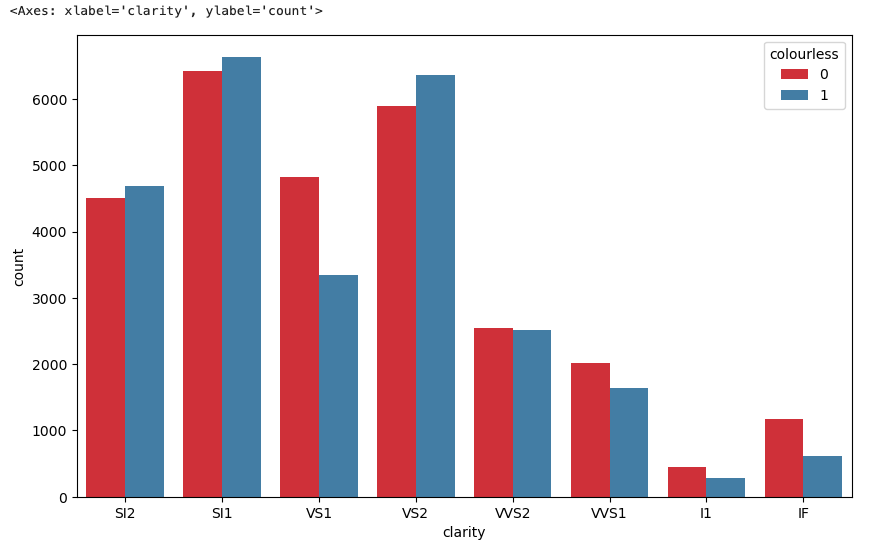 <Axes: xlabel='clarity', ylabel='count'>
colourless
0
1
6000
5000
4000
3000
2000
1000
0
count
SI2 SI1 VS1 VS2 VVS2 VVS1 I1 IF
clarity